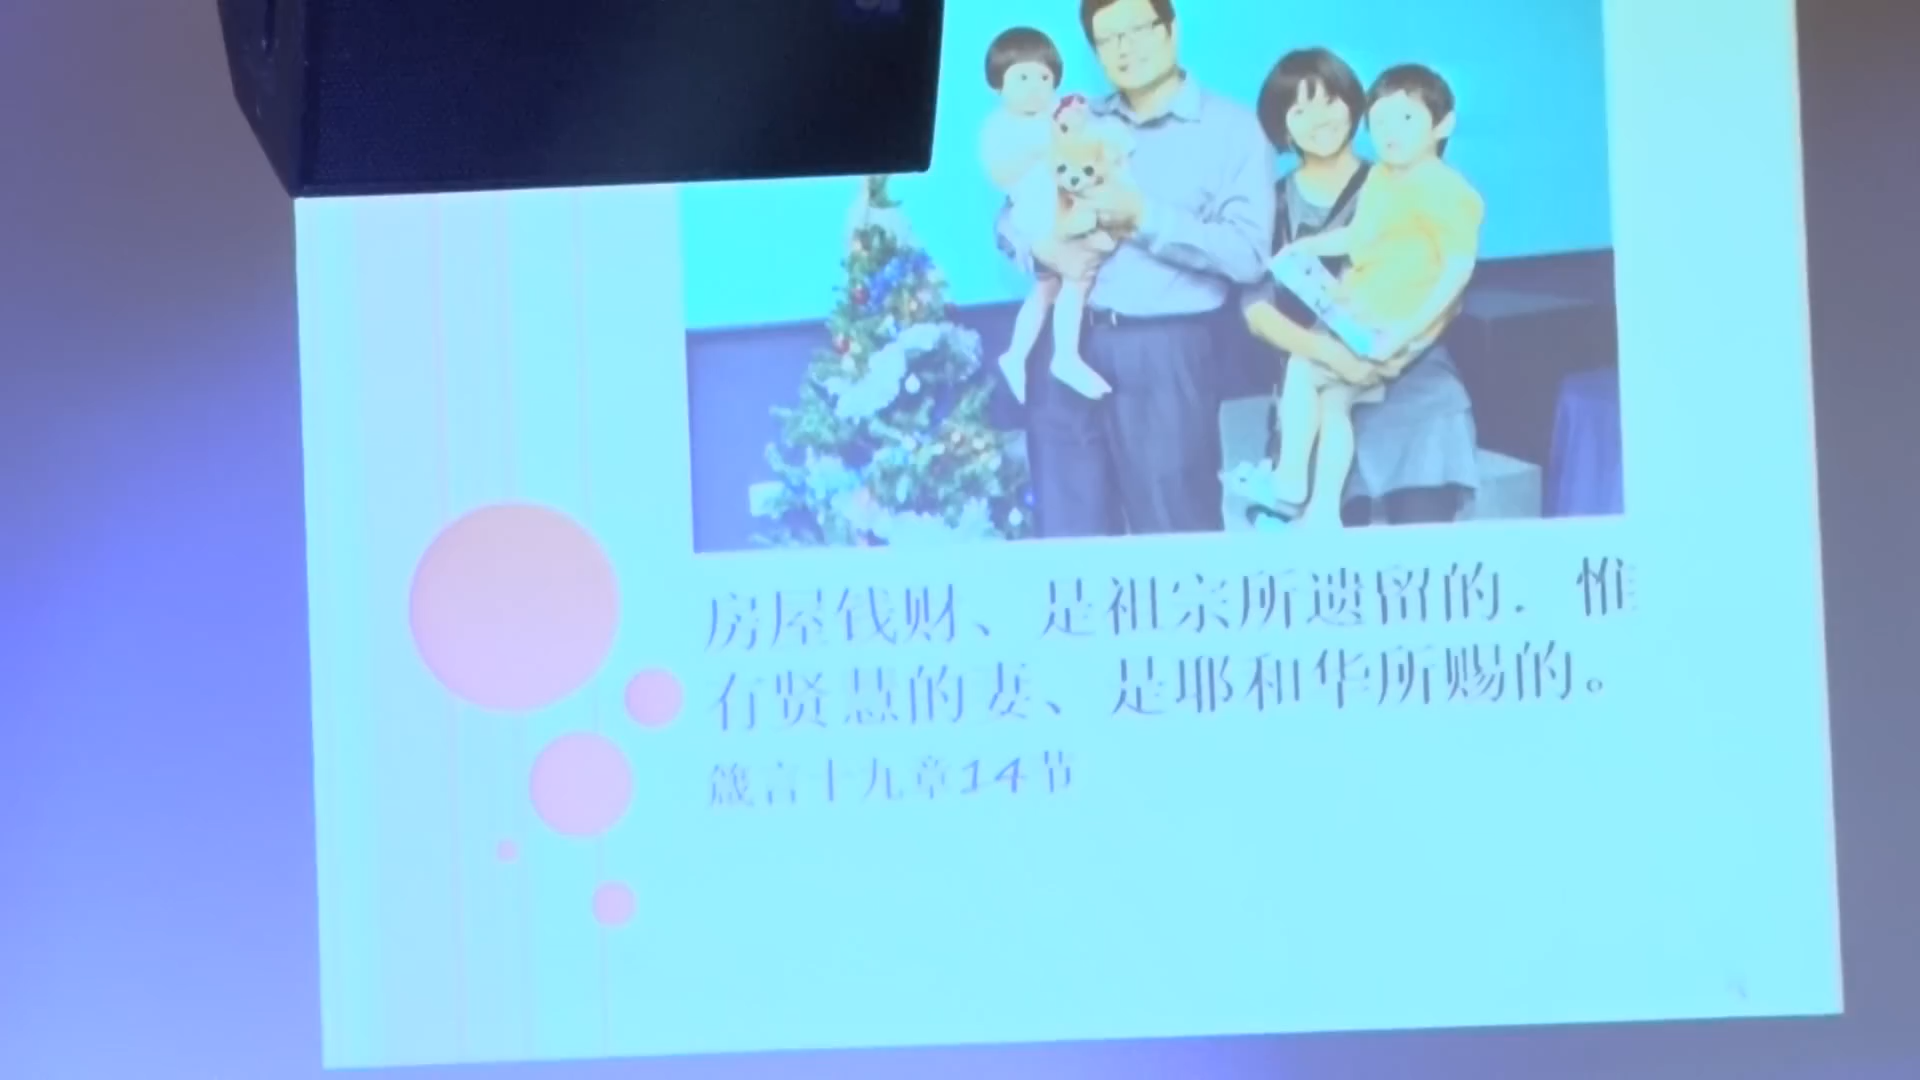 房屋钱财、是祖宗所遗留的．惟
有贤慧的妻、是耶和华所赐的。
箴言十九章14节